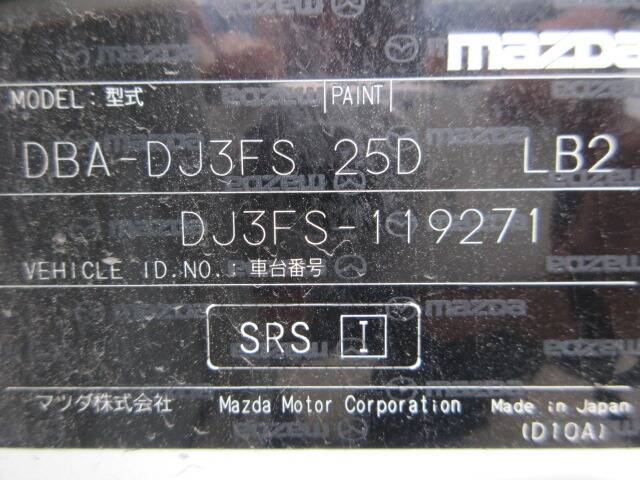 mazda
MODEL: 型式 PAINT
DBA-DJ3FS 25D LB2
DJ3FS-119271
VEHICLE ID.NO.: 車台番号
SRS I
マツダ株式会社 Mazda Motor Corporation Made in Japan
(D10A)